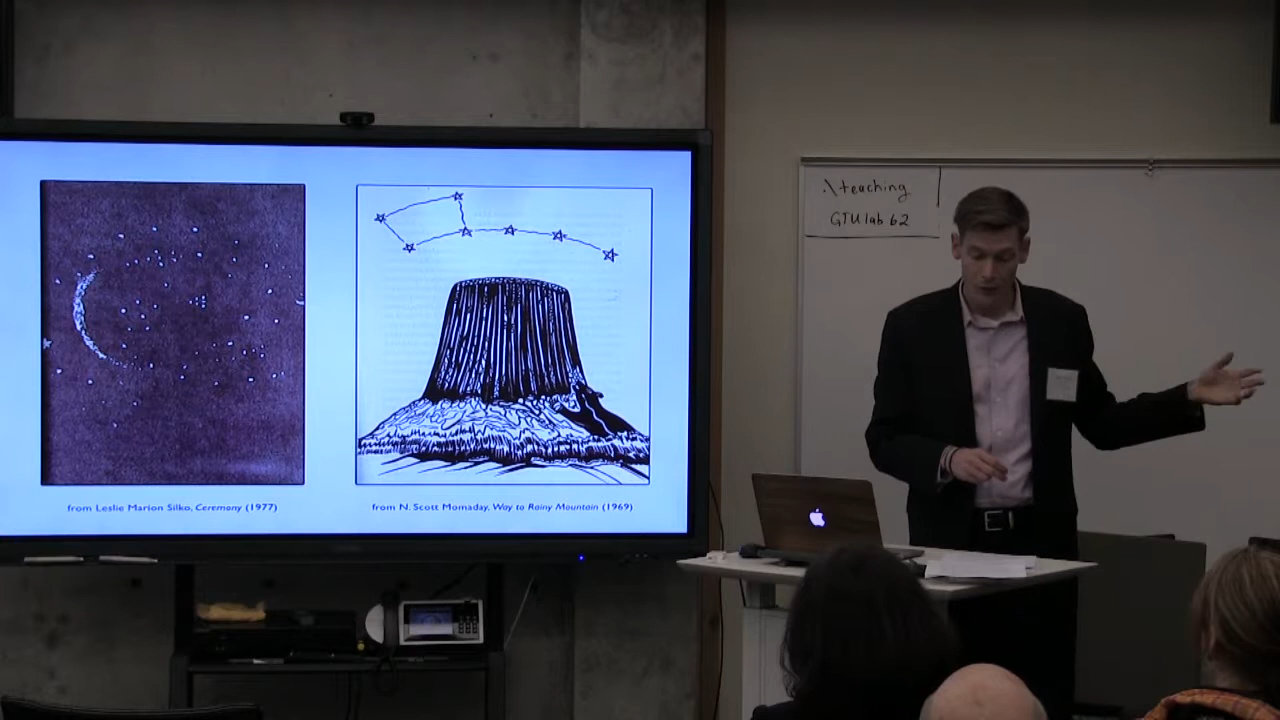 from Leslie Marion Silko, Ceremony (1977)
from N. Scott Momaday, Way to Rainy Mountain (1969)
.\teaching
GTU lab 62